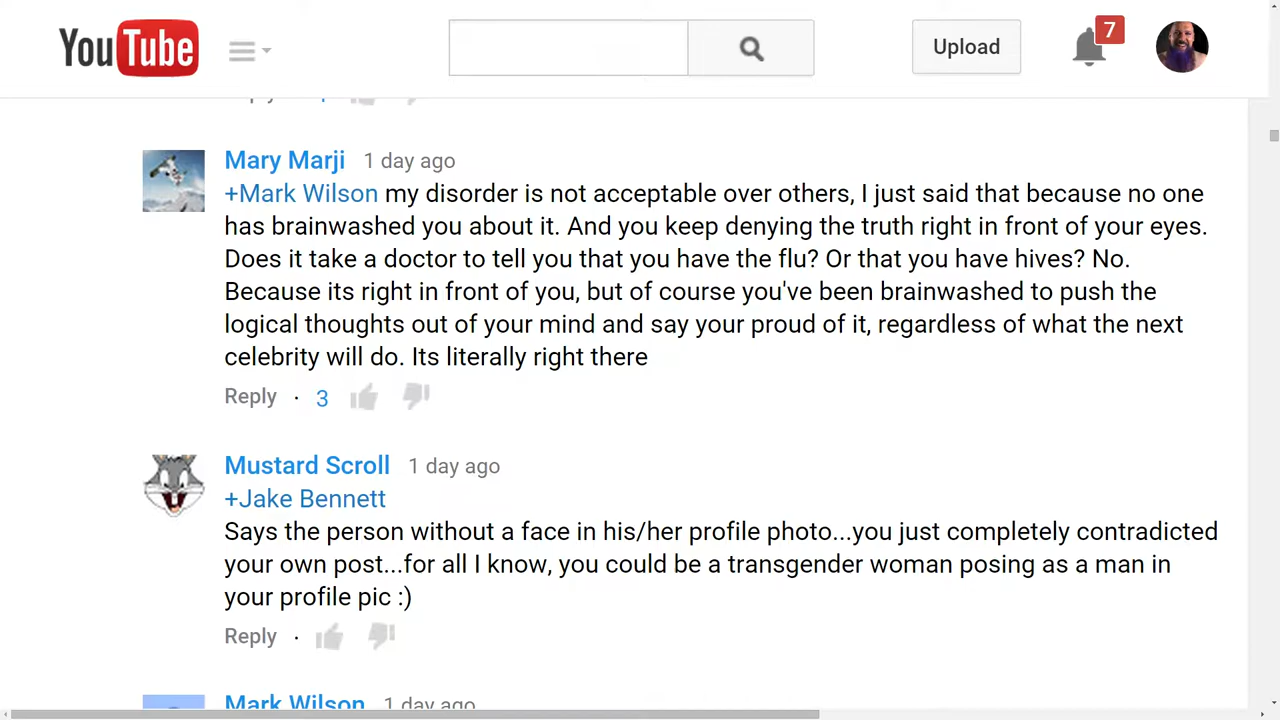 YouTube
Upload
7
Mary Marji 1 day ago
+Mark Wilson my disorder is not acceptable over others, I just said that because no one
has brainwashed you about it. And you keep denying the truth right in front of your eyes.
Does it take a doctor to tell you that you have the flu? Or that you have hives? No.
Because its right in front of you, but of course you've been brainwashed to push the
logical thoughts out of your mind and say your proud of it, regardless of what the next
celebrity will do. Its literally right there
Reply · 3
Mustard Scroll 1 day ago
+Jake Bennett
Says the person without a face in his/her profile photo...you just completely contradicted
your own post...for all I know, you could be a transgender woman posing as a man in
your profile pic :)
Reply ·
Mark Wilson 1 day ago